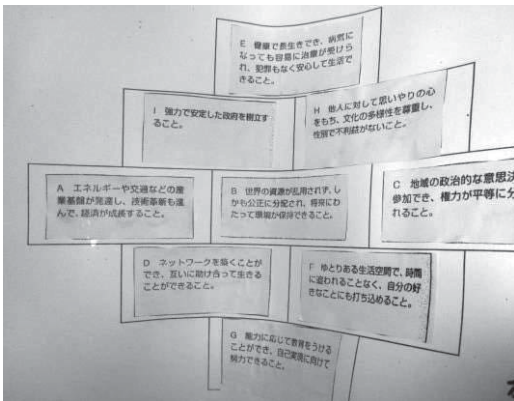 E 健康で長生きでき、病気に
なっても容易に治療が受けら
れ、犯罪もなく安心して生活で
きること。
I 強力で安定した政府を樹立す
ること。
H 他人に対して思いやりの心
をもち、文化の多様性を尊重し、
性別で不利益がないこと。
A エネルギーや交通などの産
業基盤が発達し、技術革新も進
んで、経済が成長すること。
B 世界の資源が乱用されず、し
かも公正に分配され、将来にわ
たって環境が保持できること。
C 地域の政治的な意思決
参加でき、権力が平等に分
れること。
D ネットワークを築くことが
でき、互いに助け合って生きる
ことができること。
F ゆとりある生活空間で、時間
に追われることなく、自分の好
きなことにも打ち込めること。
G 能力に応じて教育をうける
ことができ、自己実現に向けて
努力できること。